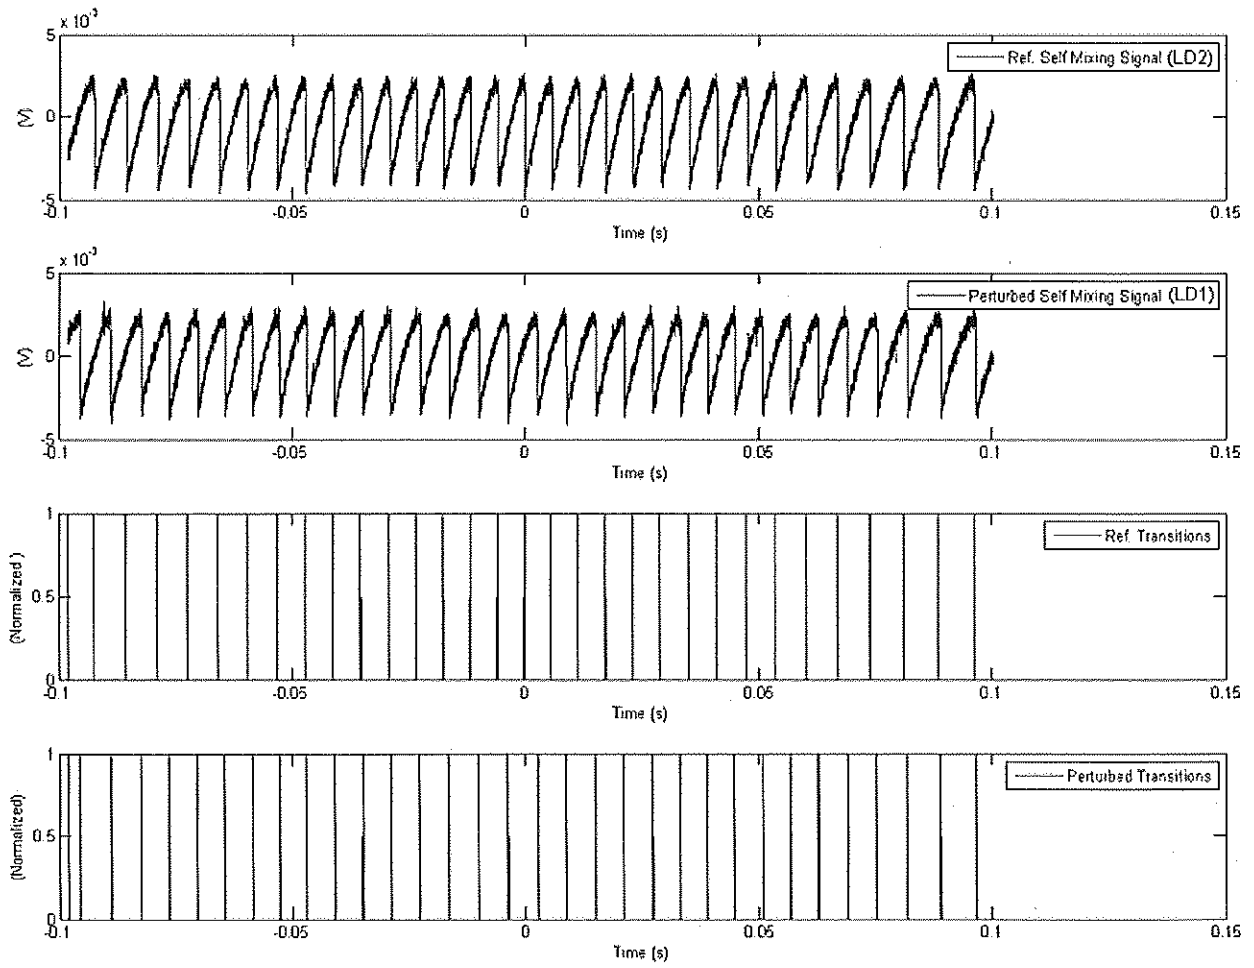 x 10⁻³
5
0
-5
(V)
Ref. Self Mixing Signal (LD2)
-0.1
-0.05
0
0.05
0.1
0.15
Time (s)
x 10⁻³
5
0
-5
(V)
Perturbed Self Mixing Signal (LD1)
-0.1
-0.05
0
0.05
0.1
0.15
Time (s)
1
0.5
0
(Normalized )
Ref. Transitions
-0.1
-0.05
0
0.05
0.1
0.15
Time (s)
1
0.5
0
(Normalized)
Perturbed Transitions
-0.1
-0.05
0
0.05
0.1
0.15
Time (s)